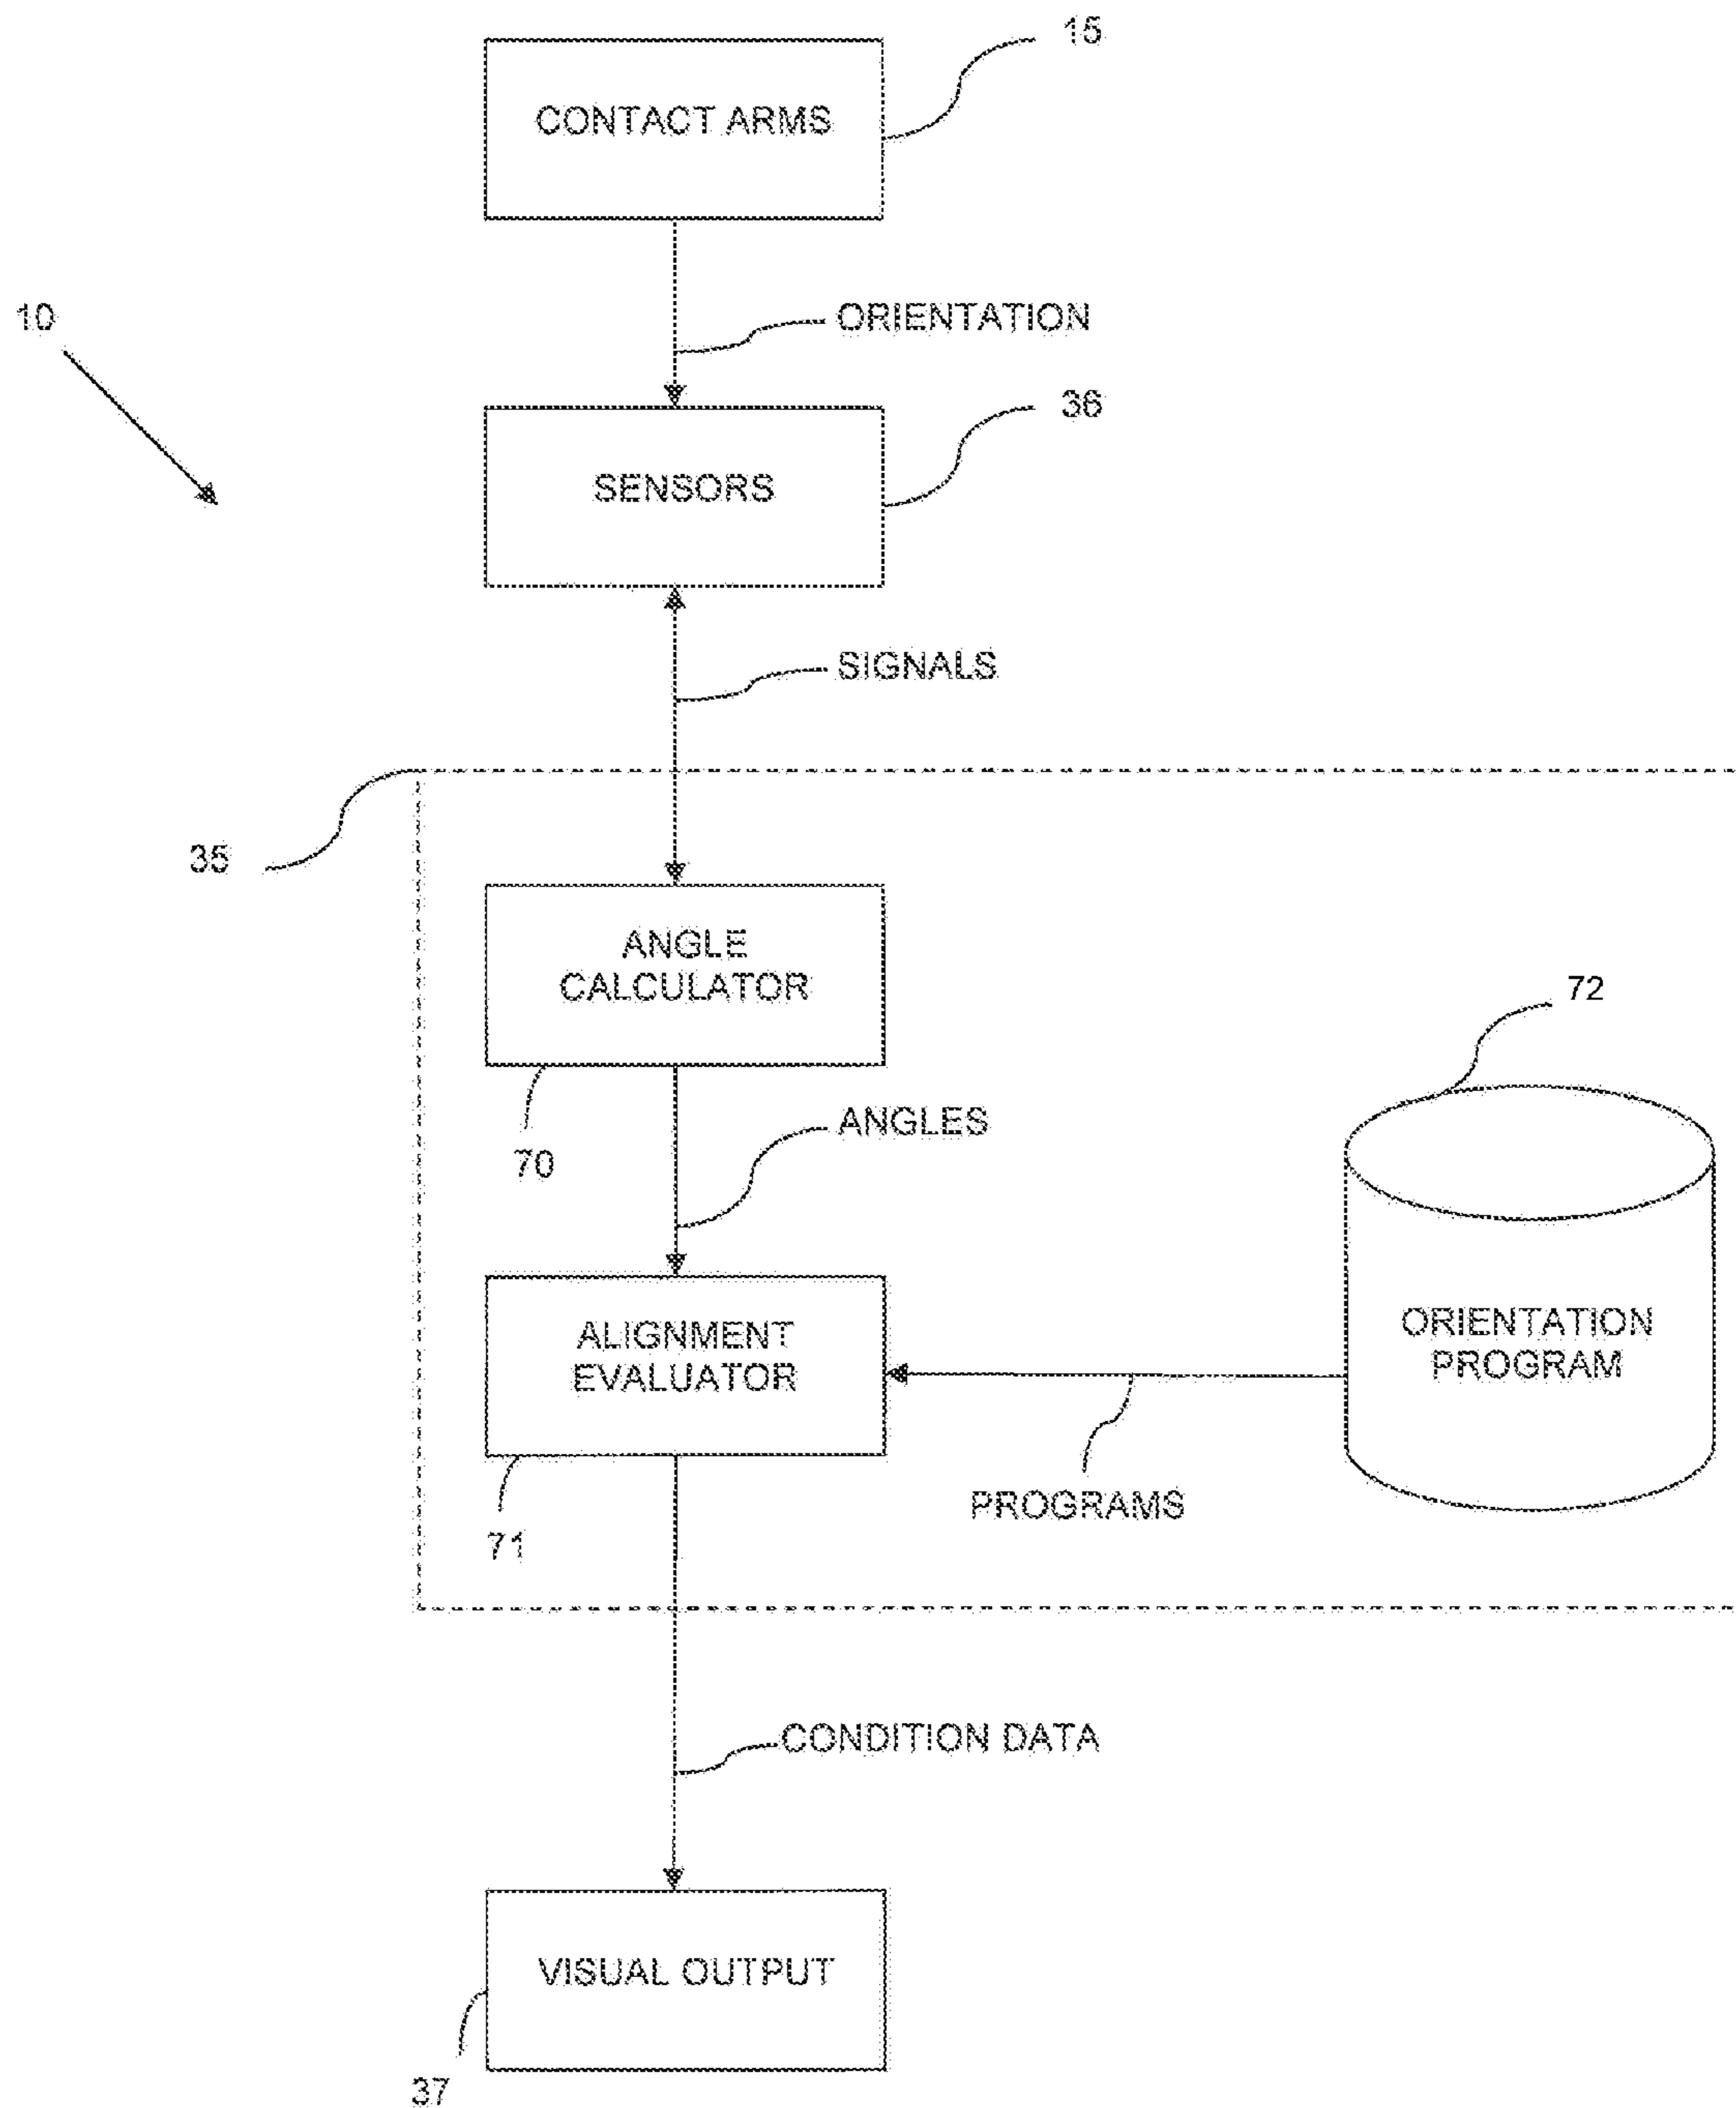 15
CONTACT ARMS
10
ORIENTATION
36
SENSORS
SIGNALS
35
ANGLE
CALCULATOR
72
70
ANGLES
ALIGNMENT
EVALUATOR
ORIENTATION
PROGRAM
PROGRAMS
71
CONDITION DATA
VISUAL OUTPUT
37